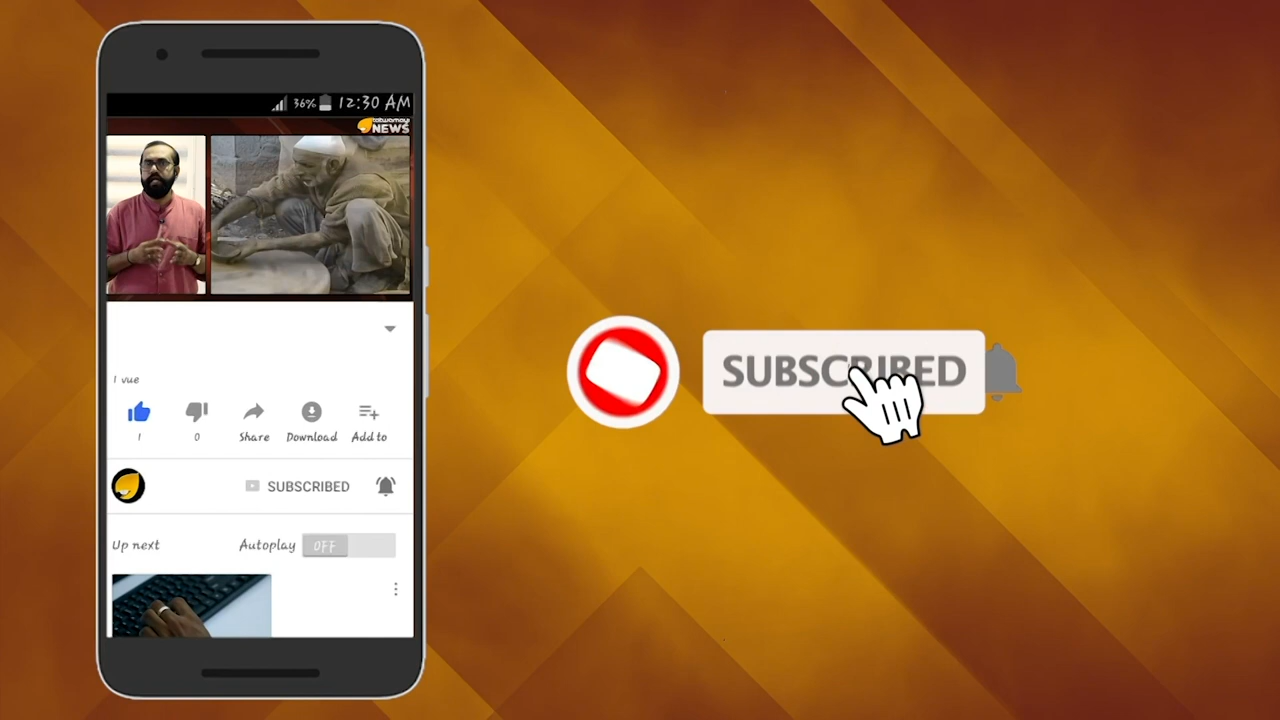 36% 12:30 AM
tatwamayi
NEWS
1 vue
1
0
Share
Download
Add to
SUBSCRIBED
Up next
Autoplay
OFF
SUBSCRIBED